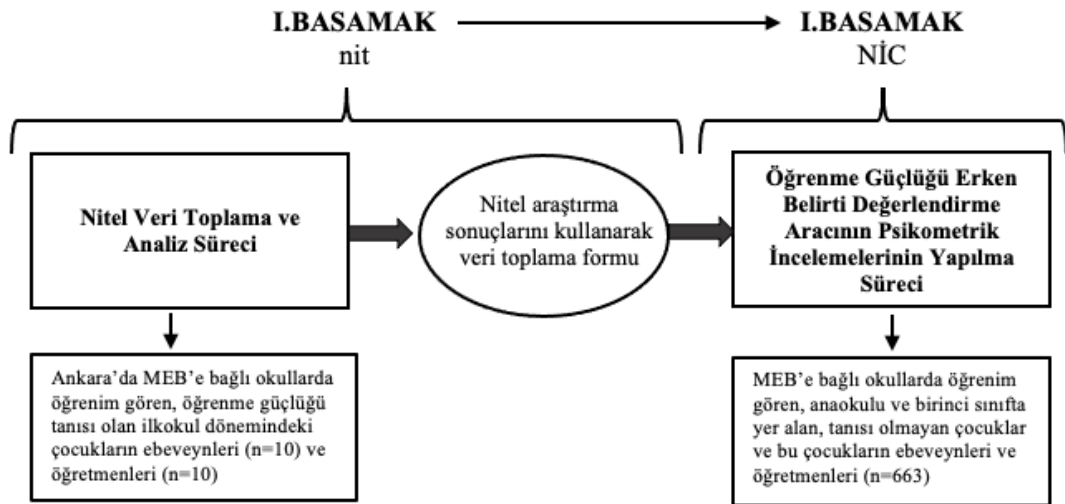 I.BASAMAK
nit
I.BASAMAK
NİC
Nitel Veri Toplama ve
Analiz Süreci
Nitel araştırma
sonuçlarını kullanarak
veri toplama formu
Öğrenme Güçlüğü Erken
Belirti Değerlendirme
Aracının Psikometrik
İncelemelerinin Yapılma
Süreci
Ankara’da MEB’e bağlı okullarda
öğrenim gören, öğrenme güçlüğü
tanısı olan ilkokul dönemindeki
çocukların ebeveynleri (n=10) ve
öğretmenleri (n=10)
MEB’e bağlı okullarda öğrenim
gören, anaokulu ve birinci sınıfta
yer alan, tanısı olmayan çocuklar
ve bu çocukların ebeveynleri ve
öğretmenleri (n=663)